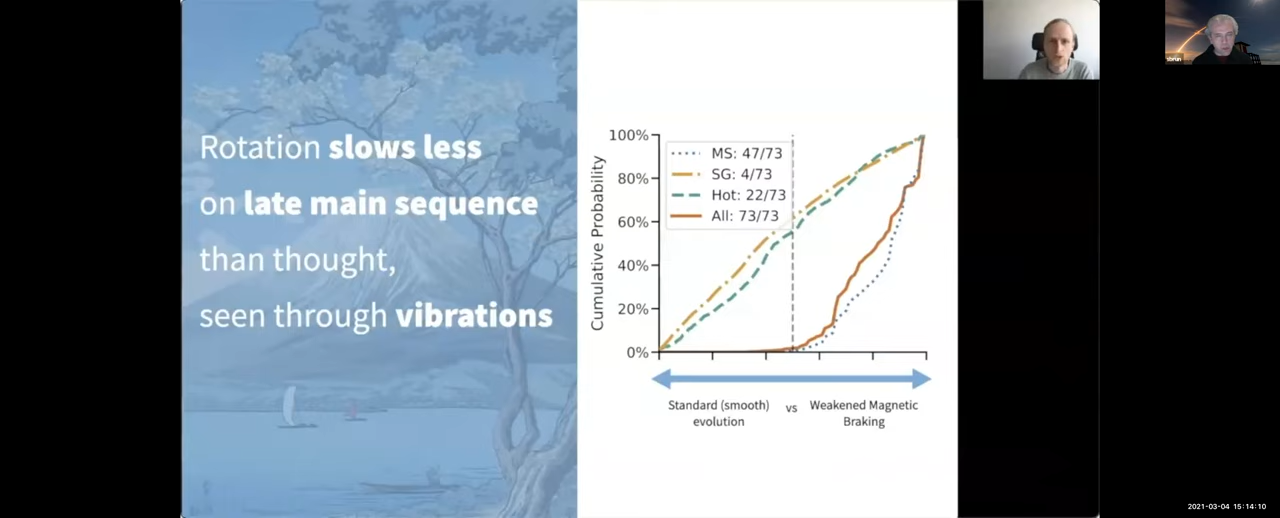 Rotation slows less
on late main sequence
than thought,
seen through vibrations
Cumulative Probability
100%
80%
60%
40%
20%
0%
MS: 47/73
SG: 4/73
Hot: 22/73
All: 73/73
Standard (smooth)
evolution
vs
Weakened Magnetic
Braking
2021-03-04 15:14:10